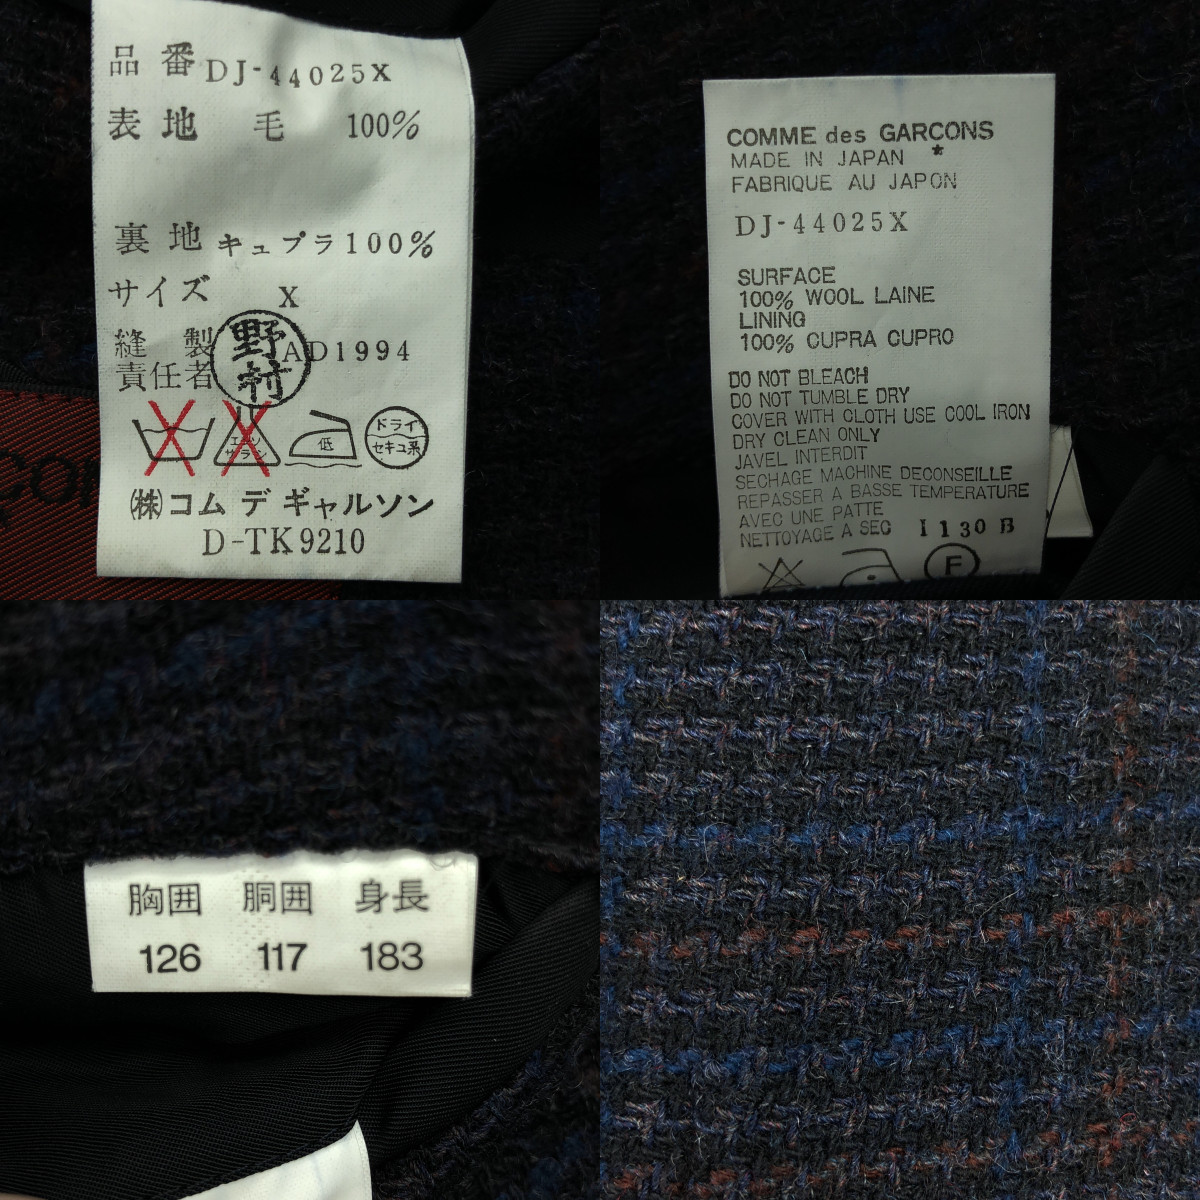 品番 DJ-44025X
表地 毛 100%
裏地 キュプラ100%
サイズ X
縫製 AD1994
責任者
野村
エンソ
サラシ
低
ドライ
セキユ系
(株)コム デ ギャルソン
D-TK9210
COMME des GARCONS
MADE IN JAPAN *
FABRIQUE AU JAPON
DJ-44025X
SURFACE
100% WOOL LAINE
LINING
100% CUPRA CUPRO
DO NOT BLEACH
DO NOT TUMBLE DRY
COVER WITH CLOTH USE COOL IRON
DRY CLEAN ONLY
JAVEL INTERDIT
SECHAGE MACHINE DECONSEILLE
REPASSER A BASSE TEMPERATURE
AVEC UNE PATTE
NETTOYAGE A SEC I130B
F
胸囲 胴囲 身長
126 117 183